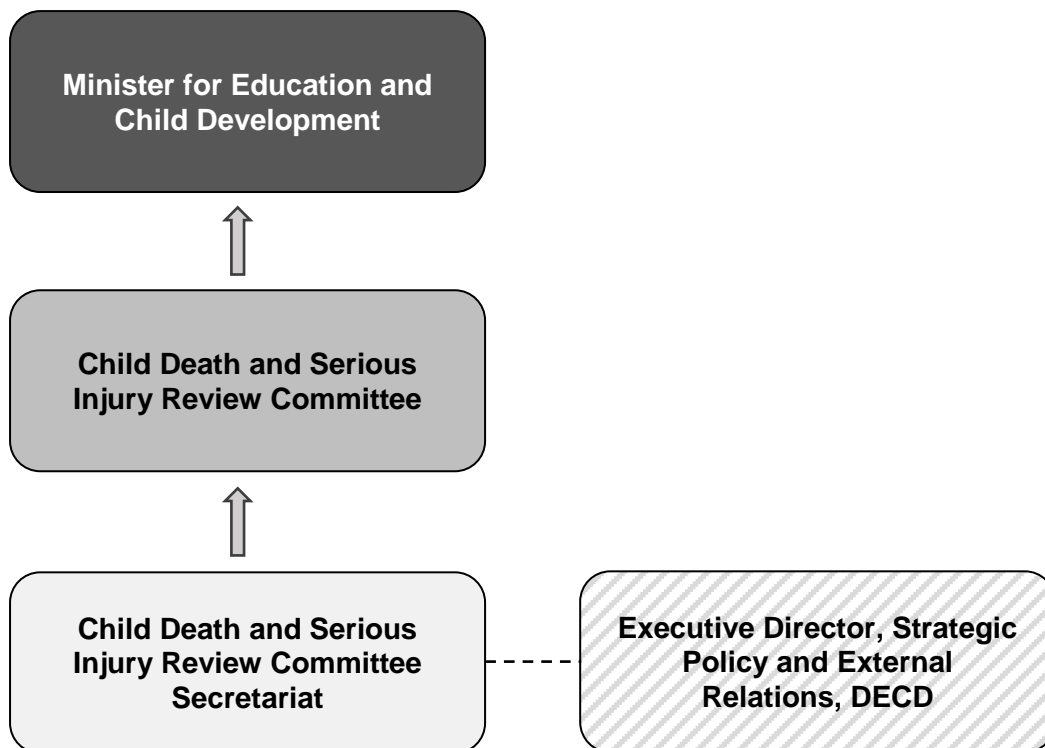 Minister for Education and
Child Development
Child Death and Serious
Injury Review Committee
Child Death and Serious
Injury Review Committee
Secretariat
Executive Director, Strategic
Policy and External
Relations, DECD